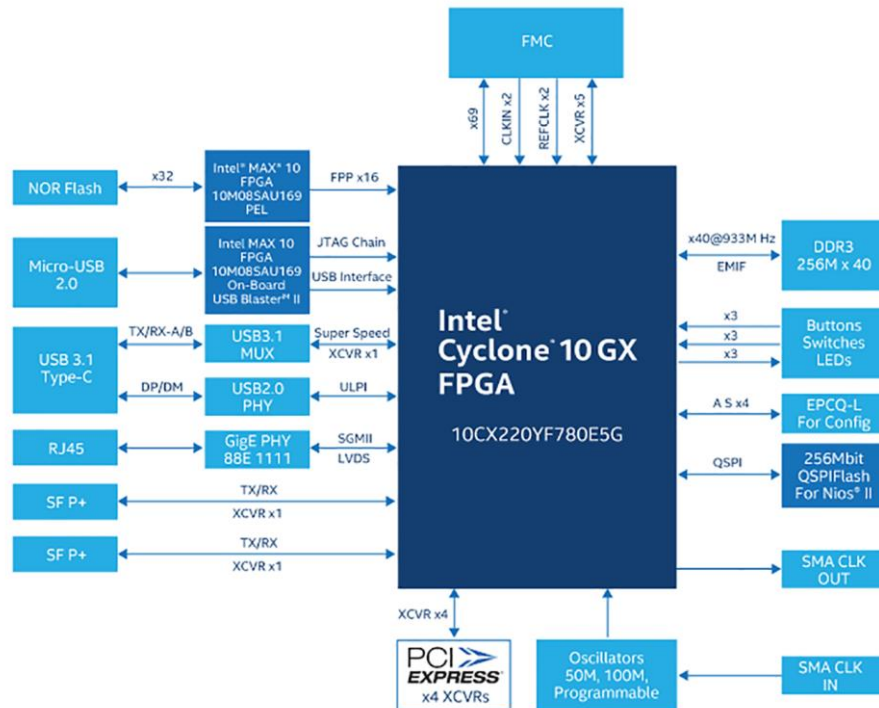 FMC
x69
CLKIN x2
REFCLK x2
XCVR x5
NOR Flash
x32
Intel® MAX® 10
FPGA
10M08SAU169
PEL
FPP x16
Micro-USB
2.0
Intel MAX 10
FPGA
10M08SAU169
On-Board
USB Blaster™ II
JTAG Chain
USB Interface
USB 3.1
Type-C
TX/RX-A/B
USB3.1
MUX
Super Speed
XCVR x1
DP/DM
USB2.0
PHY
ULPI
RJ45
GigE PHY
88E 1111
SGMII
LVDS
SF P+
TX/RX
XCVR x1
SF P+
TX/RX
XCVR x1
Intel®
Cyclone® 10 GX
FPGA
10CX220YF780E5G
x40@933M Hz
EMIF
DDR3
256M x 40
x3
x3
x3
Buttons
Switches
LEDs
A S x4
EPCQ-L
For Config
QSPI
256Mbit
QSPIFlash
For Nios® II
SMA CLK
OUT
XCVR x4
PCI
EXPRESS®
x4 XCVRs
Oscillators
50M, 100M,
Programmable
SMA CLK
IN